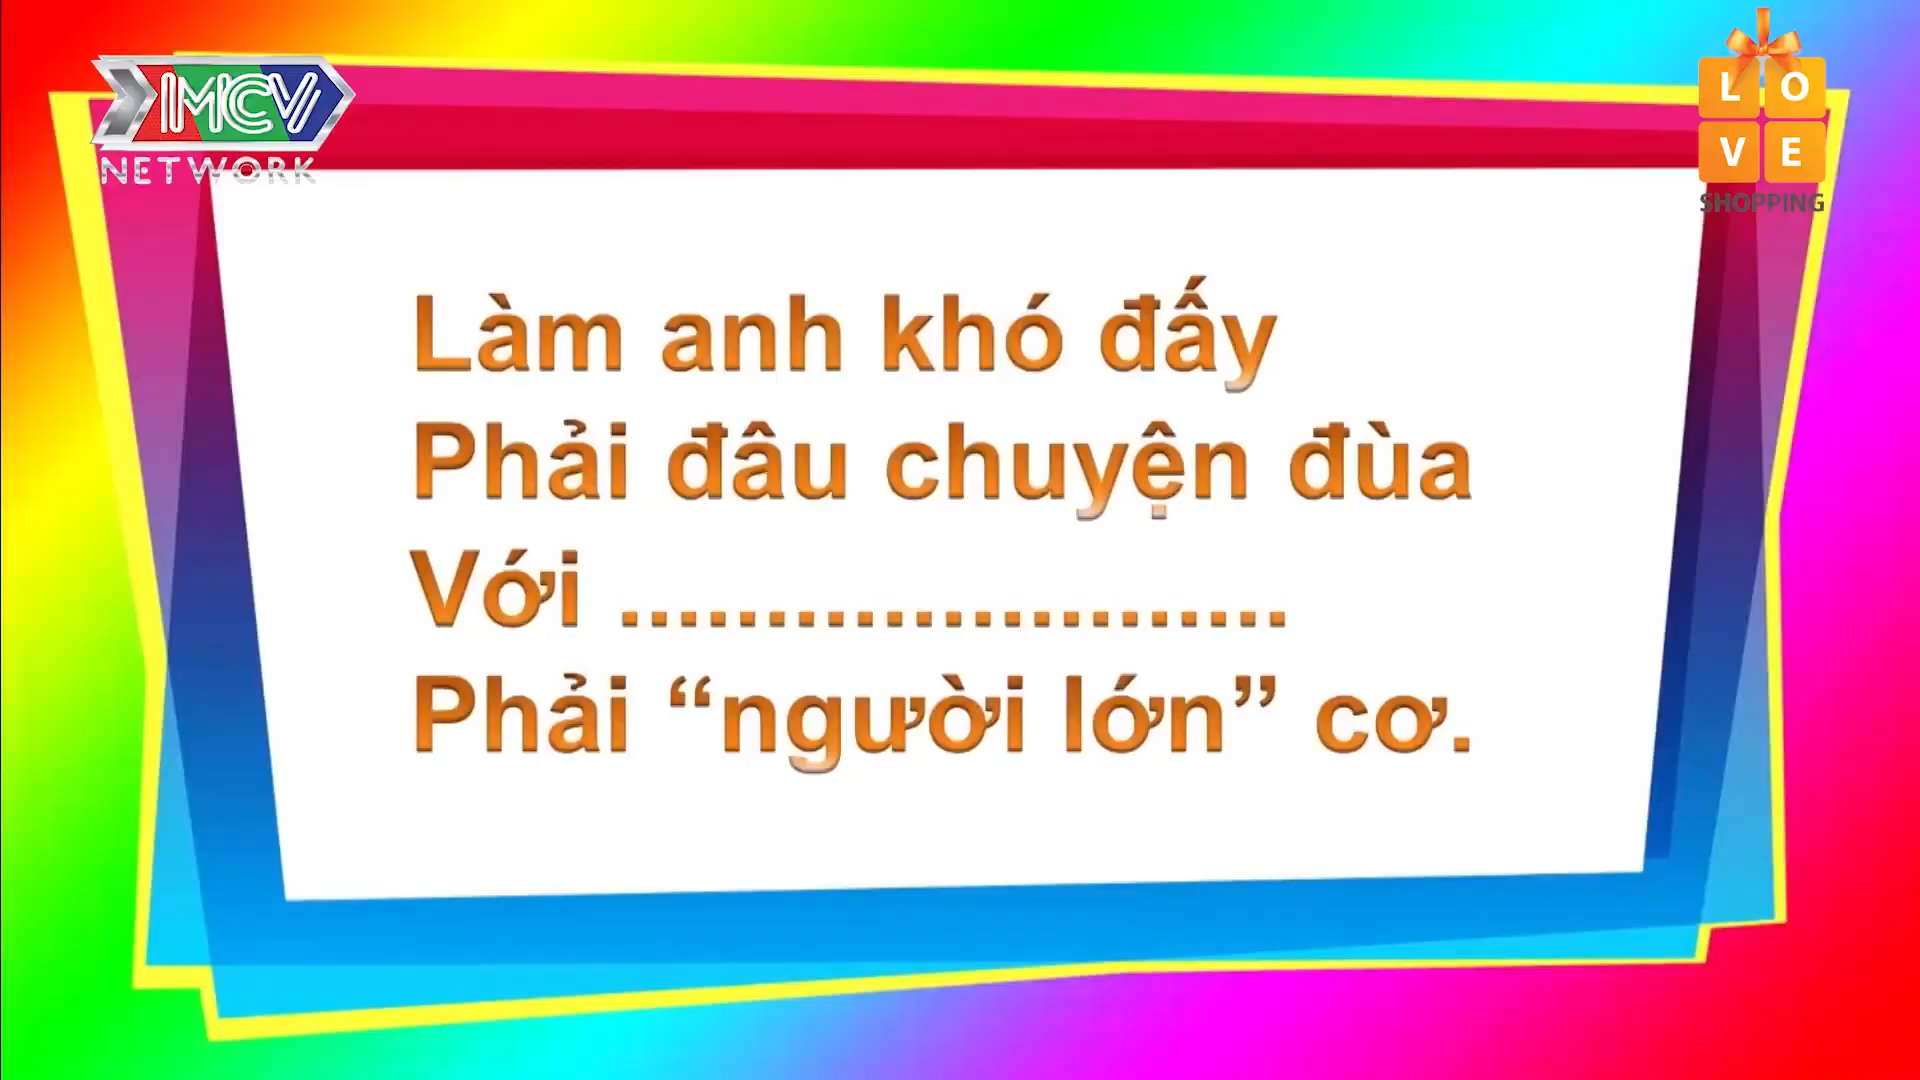 MCV
NETWORK
L O
V E
SHOPPING
Làm anh khó đấy
Phải đâu chuyện đùa
Với .......................
Phải “người lớn” cơ.